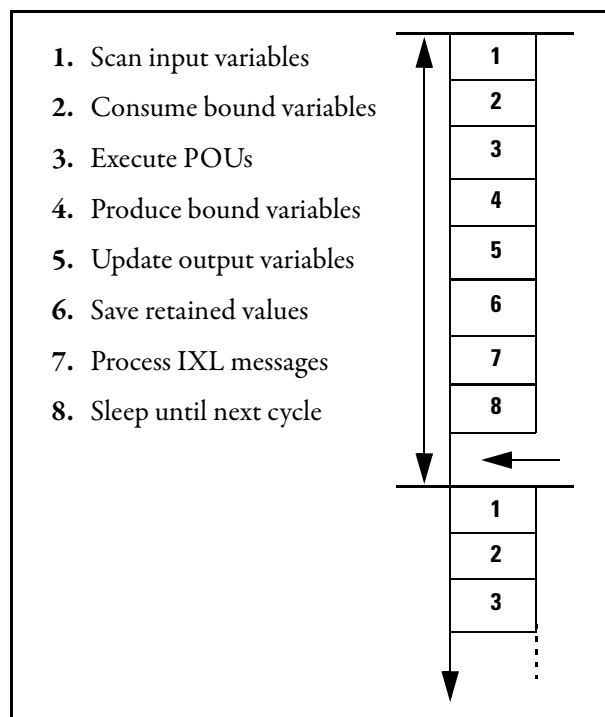 1. Scan input variables
2. Consume bound variables
3. Execute POUs
4. Produce bound variables
5. Update output variables
6. Save retained values
7. Process IXL messages
8. Sleep until next cycle
1
2
3
4
5
6
7
8
1
2
3